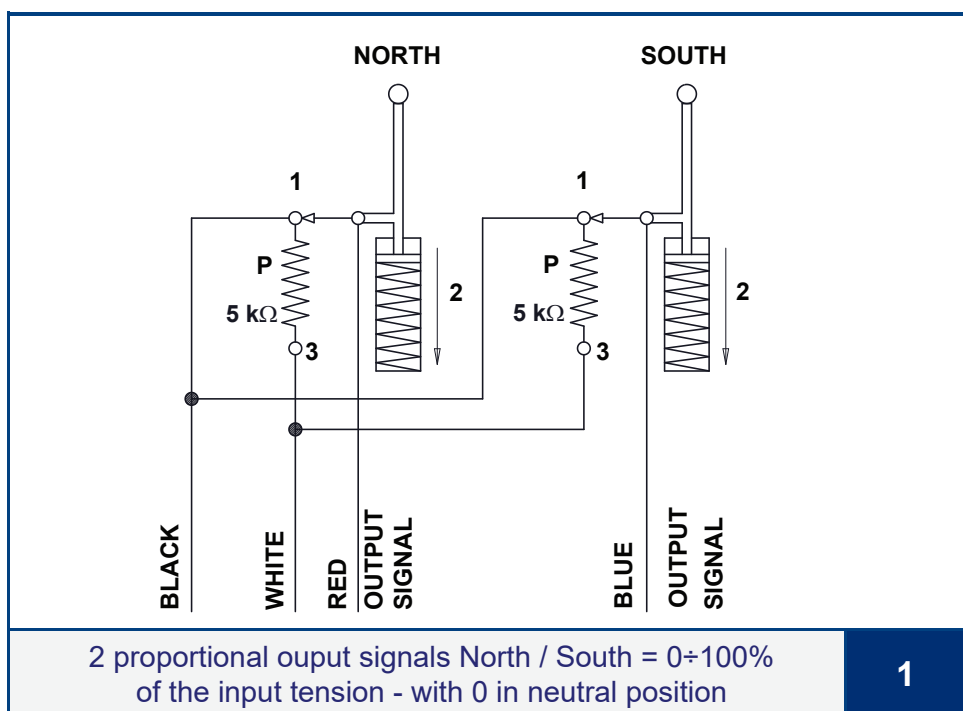 NORTH
SOUTH
1
1
P
P
2
2
5 kΩ
5 kΩ
3
3
BLACK
WHITE
RED
OUTPUT
SIGNAL
BLUE
OUTPUT
SIGNAL
2 proportional ouput signals North / South = 0÷100%
of the input tension - with 0 in neutral position
1